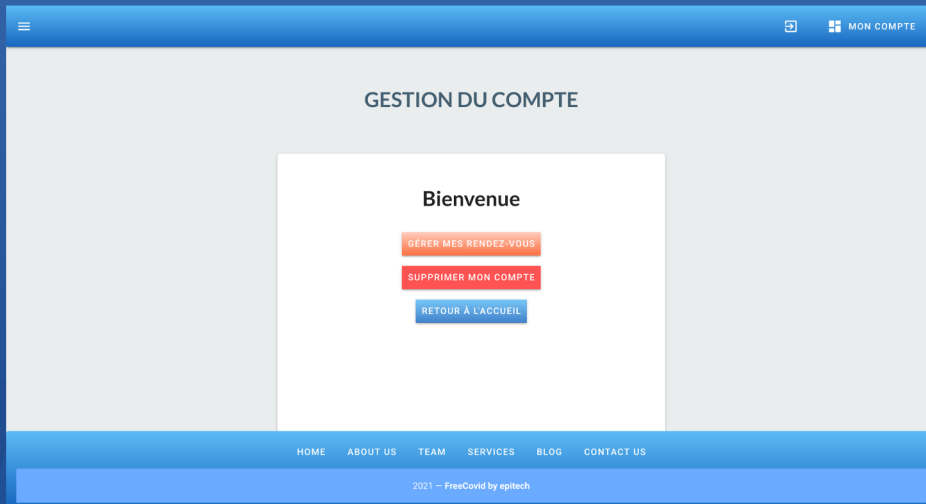 MON COMPTE
GESTION DU COMPTE
Bienvenue
GÉRER MES RENDEZ-VOUS
SUPPRIMER MON COMPTE
RETOUR À L'ACCUEIL
HOME ABOUT US TEAM SERVICES BLOG CONTACT US
2021 — FreeCovid by epitech